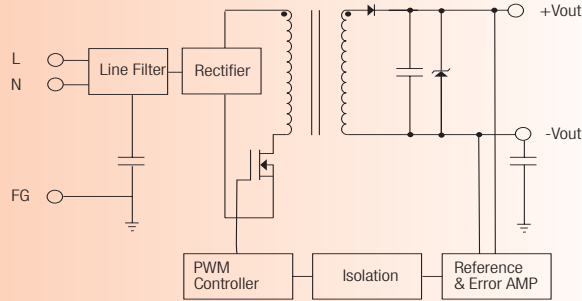 +Vout
L
Line Filter
Rectifier
N
-Vout
FG
PWM
Controller
Isolation
Reference
& Error AMP